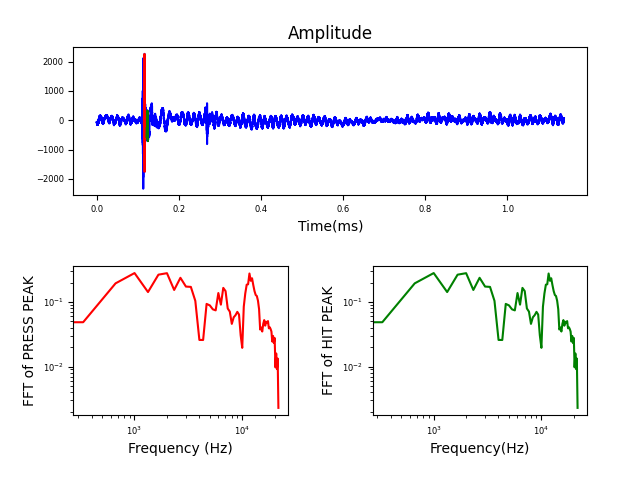 Amplitude
2000
1000
0
−1000
−2000
0.0 0.2 0.4 0.6 0.8 1.0
Time(ms)
FFT of PRESS PEAK
10⁻¹
10⁻²
10³ 10⁴
Frequency (Hz)
FFT of HIT PEAK
10⁻¹
10⁻²
10³ 10⁴
Frequency(Hz)